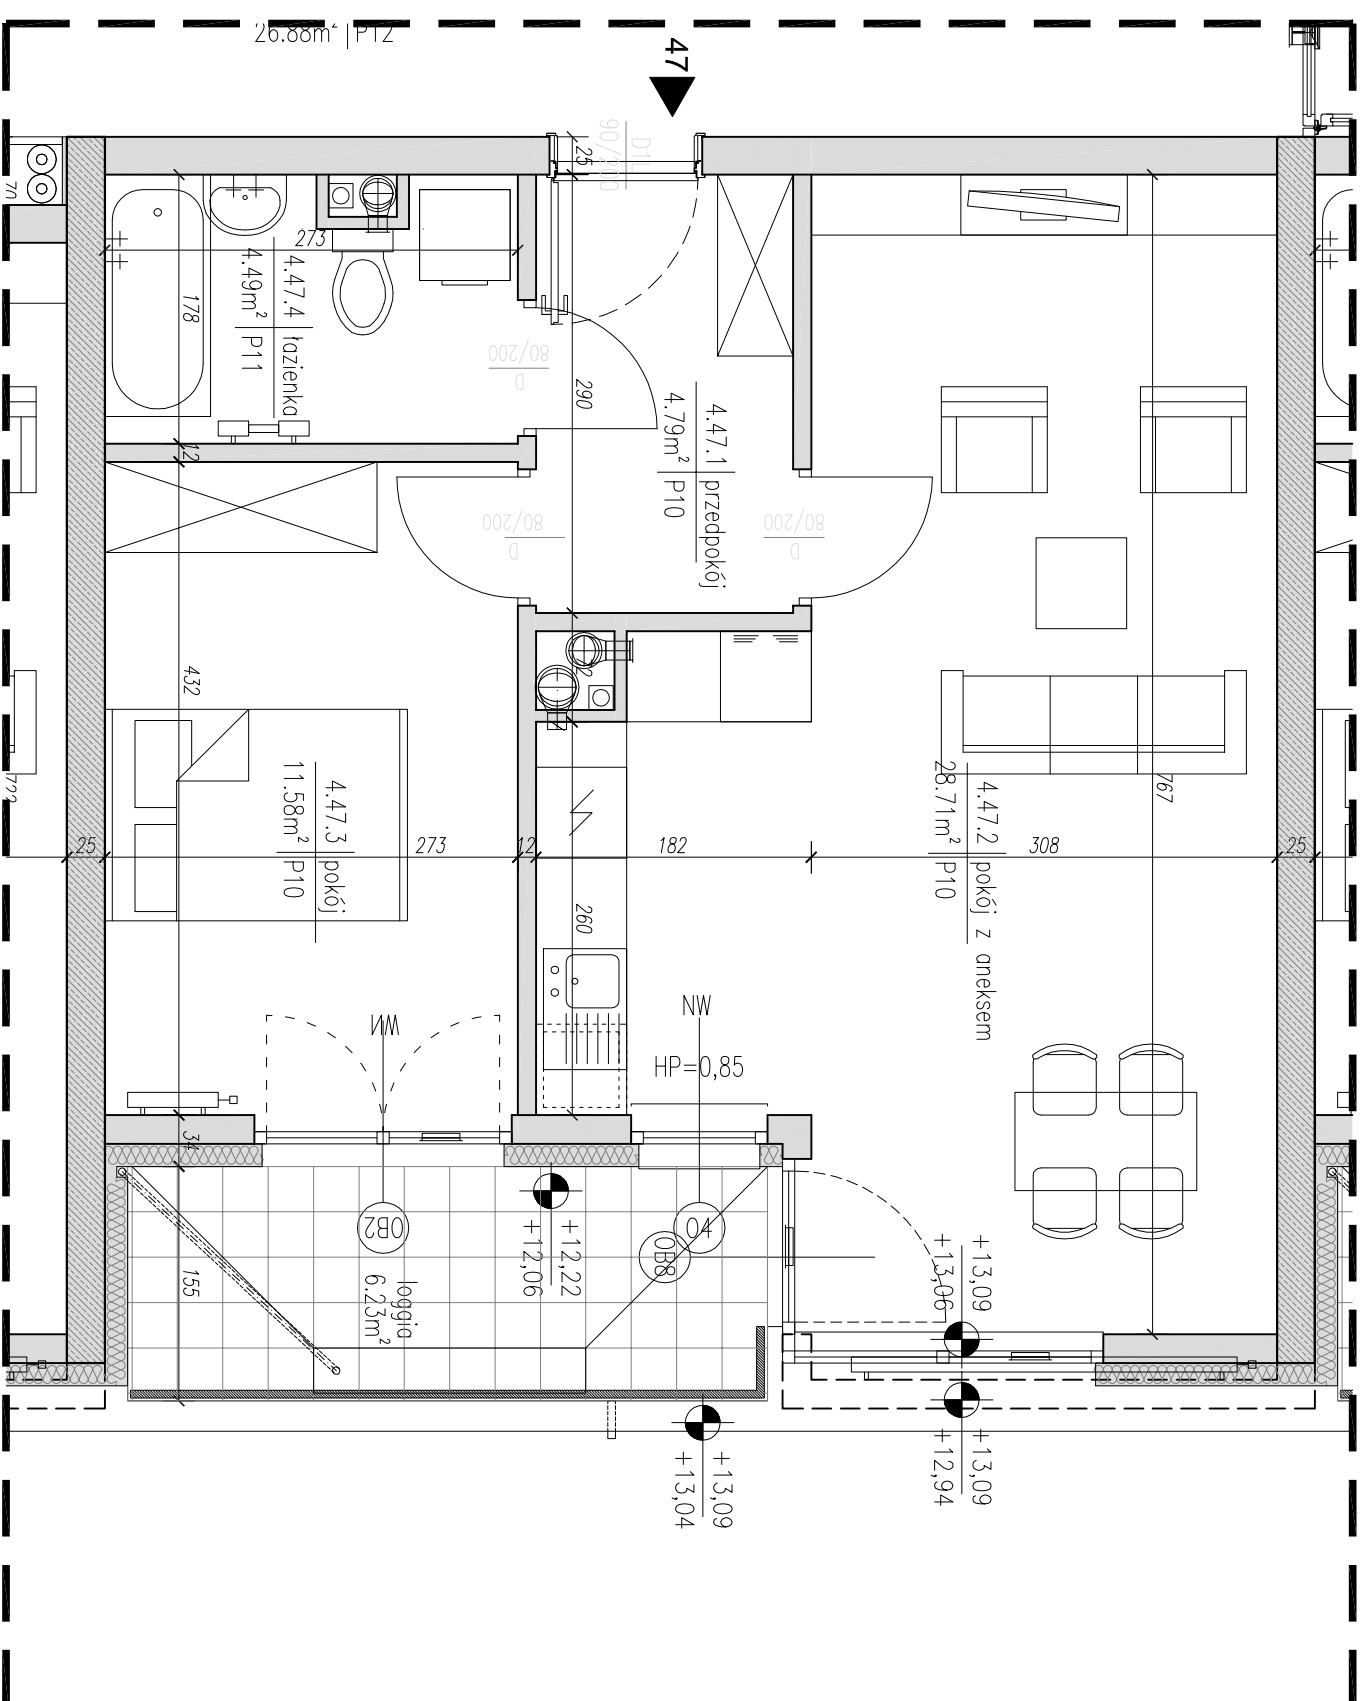 26.88m² P12
47
D1L
90/200
25
70
273
4.47.4 łazienka
4.49m² P11
178
80/200
D
290
4.47.1 przedpokój
4.79m² P10
12
80/200
D
80/200
D
432
767
722
4.47.3 pokój
11.58m² P10
4.47.2 pokój z aneksem
28.71m² P10
25
273
12
182
308
25
260
NW
NW
HP=0,85
34
155
OB2
O4
OB8
+12,22
+12,06
loggia
6.23m²
+13,09
+13,06
+13,09
+12,94
+13,09
+13,04